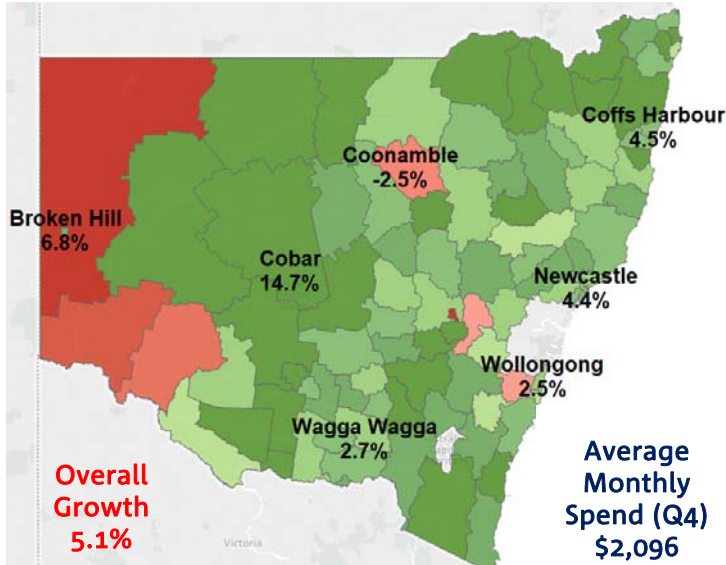 Coffs Harbour
4.5%
Coonamble
-2.5%
Broken Hill
6.8%
Cobar
14.7%
Newcastle
4.4%
Wollongong
2.5%
Wagga Wagga
2.7%
Overall
Growth
5.1%
Average
Monthly
Spend (Q4)
$2,096
Victoria